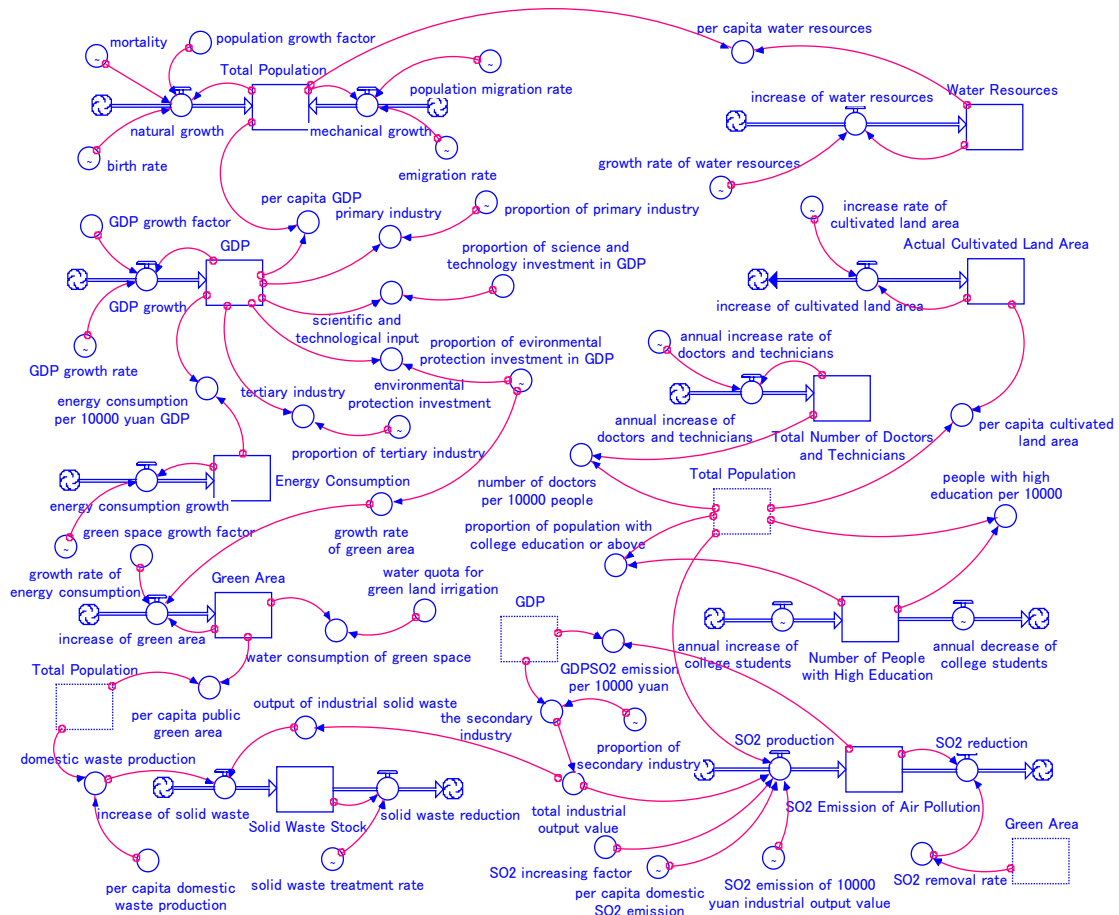 mortality
population growth factor
per capita water resources
Total Population
population migration rate
increase of water resources
Water Resources
natural growth
mechanical growth
birth rate
emigration rate
growth rate of water resources
per capita GDP
primary industry
proportion of primary industry
increase rate of
cultivated land area
GDP growth factor
GDP
proportion of science and
technology investment in GDP
Actual Cultivated Land Area
GDP growth
increase of cultivated land area
scientific and
technological input
proportion of evironmental
protection investment in GDP
annual increase rate of
doctors and technicians
GDP growth rate
energy consumption
per 10000 yuan GDP
tertiary industry
environmental
protection investment
annual increase of
doctors and technicians
Total Number of Doctors
and Technicians
per capita cultivated
land area
proportion of tertiary industry
Energy Consumption
number of doctors
per 10000 people
Total Population
people with high
education per 10000
energy consumption growth
green space growth factor
growth rate
of green area
proportion of population with
college education or above
growth rate of
energy consumption
Green Area
water quota for
green land irrigation
GDP
increase of green area
water consumption of green space
annual increase of
college students
Number of People
with High Education
annual decrease of
college students
Total Population
GDPSO2 emission
per 10000 yuan
per capita public
green area
output of industrial solid waste
the secondary
industry
proportion of
secondary industry
SO2 production
SO2 reduction
domestic waste production
increase of solid waste
Solid Waste Stock
solid waste reduction
total industrial
output value
SO2 Emission of Air Pollution
Green Area
per capita domestic
waste production
solid waste treatment rate
SO2 increasing factor
per capita domestic
SO2 emission
SO2 emission of 10000
yuan industrial output value
SO2 removal rate